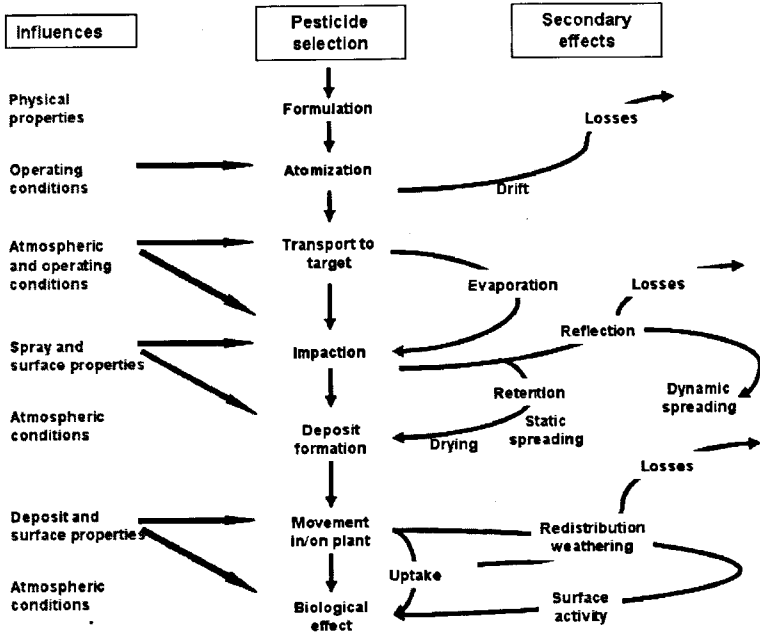 Influences
Pesticide
selection
Secondary
effects
Physical
properties
Formulation
Losses
Operating
conditions
Atomization
Drift
Atmospheric
and operating
conditions
Transport to
target
Evaporation
Losses
Spray and
surface properties
Impaction
Reflection
Retention
Dynamic
spreading
Atmospheric
conditions
Deposit
formation
Drying
Static
spreading
Losses
Deposit and
surface properties
Movement
in/on plant
Redistribution
weathering
Uptake
Atmospheric
conditions
Biological
effect
Surface
activity